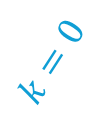 k = 0